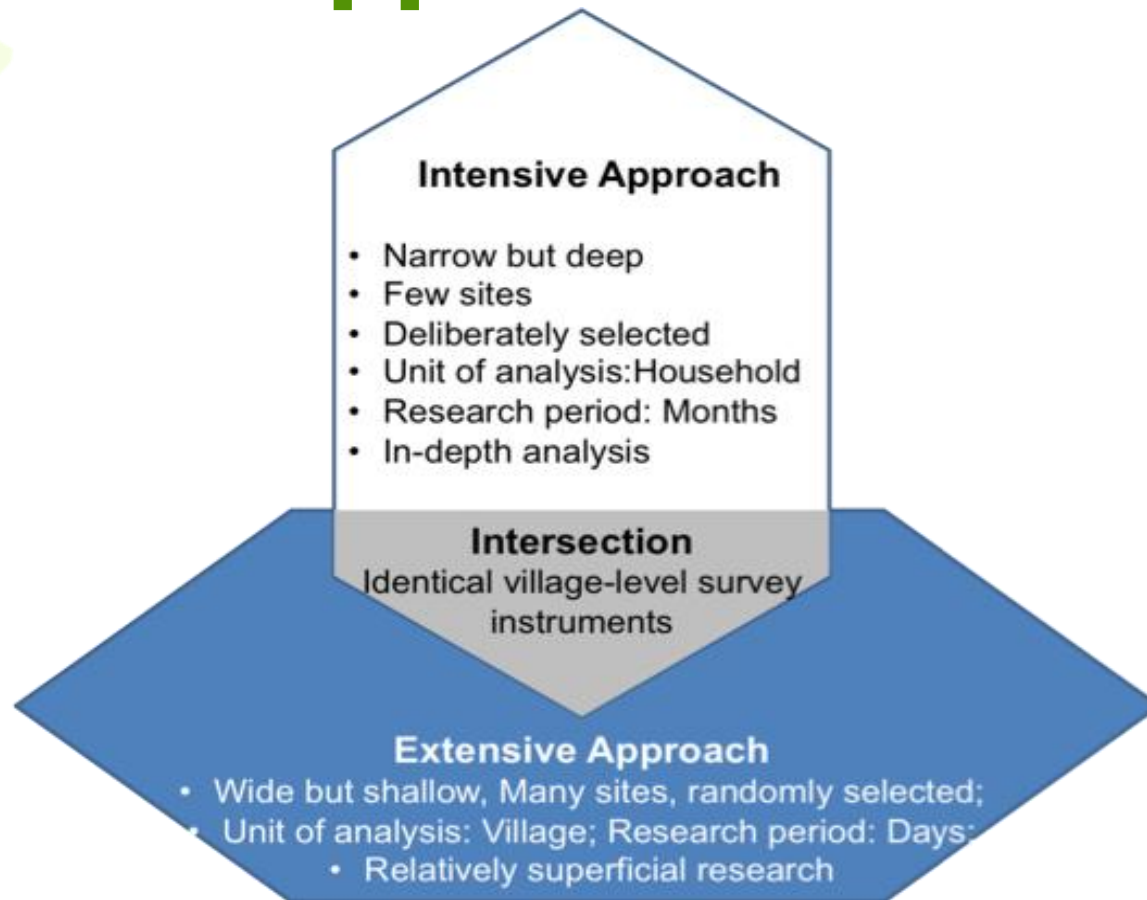 Intensive Approach
• Narrow but deep
• Few sites
• Deliberately selected
• Unit of analysis:Household
• Research period: Months
• In-depth analysis
Intersection
Identical village-level survey
instruments
Extensive Approach
• Wide but shallow, Many sites, randomly selected;
• Unit of analysis: Village; Research period: Days;
• Relatively superficial research